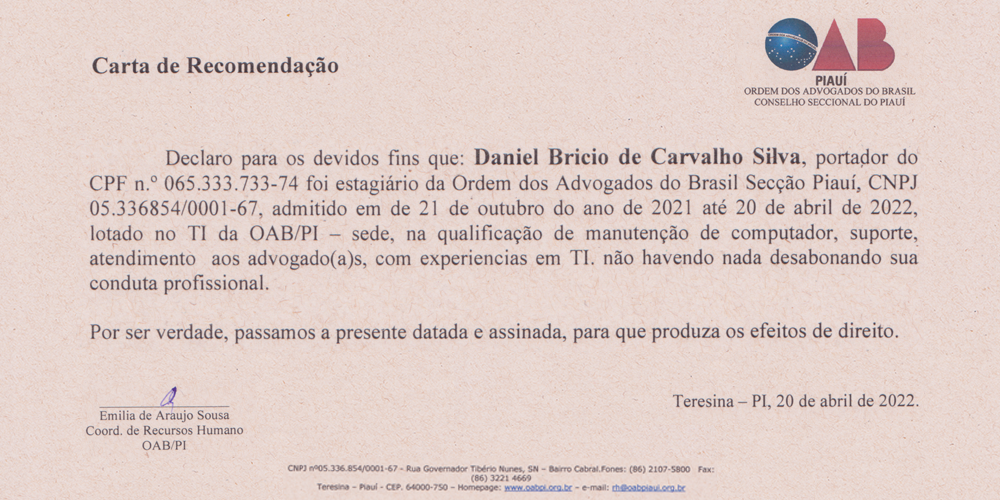 OAB
PIAUÍ
ORDEM DOS ADVOGADOS DO BRASIL
CONSELHO SECCIONAL DO PIAUÍ
Carta de Recomendação
Declaro para os devidos fins que: Daniel Bricio de Carvalho Silva, portador do
CPF n.º 065.333.733-74 foi estagiário da Ordem dos Advogados do Brasil Secção Piauí, CNPJ
05.336854/0001-67, admitido em de 21 de outubro do ano de 2021 até 20 de abril de 2022,
lotado no TI da OAB/PI – sede, na qualificação de manutenção de computador, suporte,
atendimento aos advogado(a)s, com experiencias em TI. não havendo nada desabonando sua
conduta profissional.
Por ser verdade, passamos a presente datada e assinada, para que produza os efeitos de direito.
Teresina – PI, 20 de abril de 2022.
Emilia de Araujo Sousa
Coord. de Recursos Humano
OAB/PI
CNPJ nº05.336.854/0001-67 – Rua Governador Tibério Nunes, SN – Bairro Cabral.Fones: (86) 2107-5800 Fax:
(86) 3221 4669
Teresina – Piauí - CEP. 64000-750 – Homepage: www.oabpi.org.br – e-mail: rh@oabpiaui.org.br